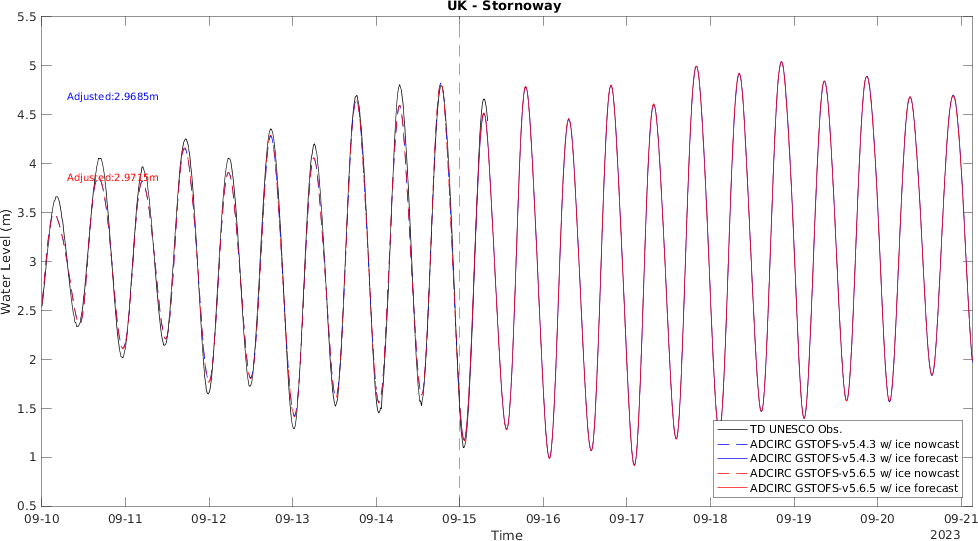 UK - Stornoway
5.5
5
4.5
4
3.5
3
2.5
2
1.5
1
0.5
Water Level (m)
Adjusted:2.9685m
Adjusted:2.9715m
TD UNESCO Obs.
ADCIRC GSTOFS-v5.4.3 w/ ice nowcast
ADCIRC GSTOFS-v5.4.3 w/ ice forecast
ADCIRC GSTOFS-v5.6.5 w/ ice nowcast
ADCIRC GSTOFS-v5.6.5 w/ ice forecast
09-10 09-11 09-12 09-13 09-14 09-15 09-16 09-17 09-18 09-19 09-20 09-21
Time
2023